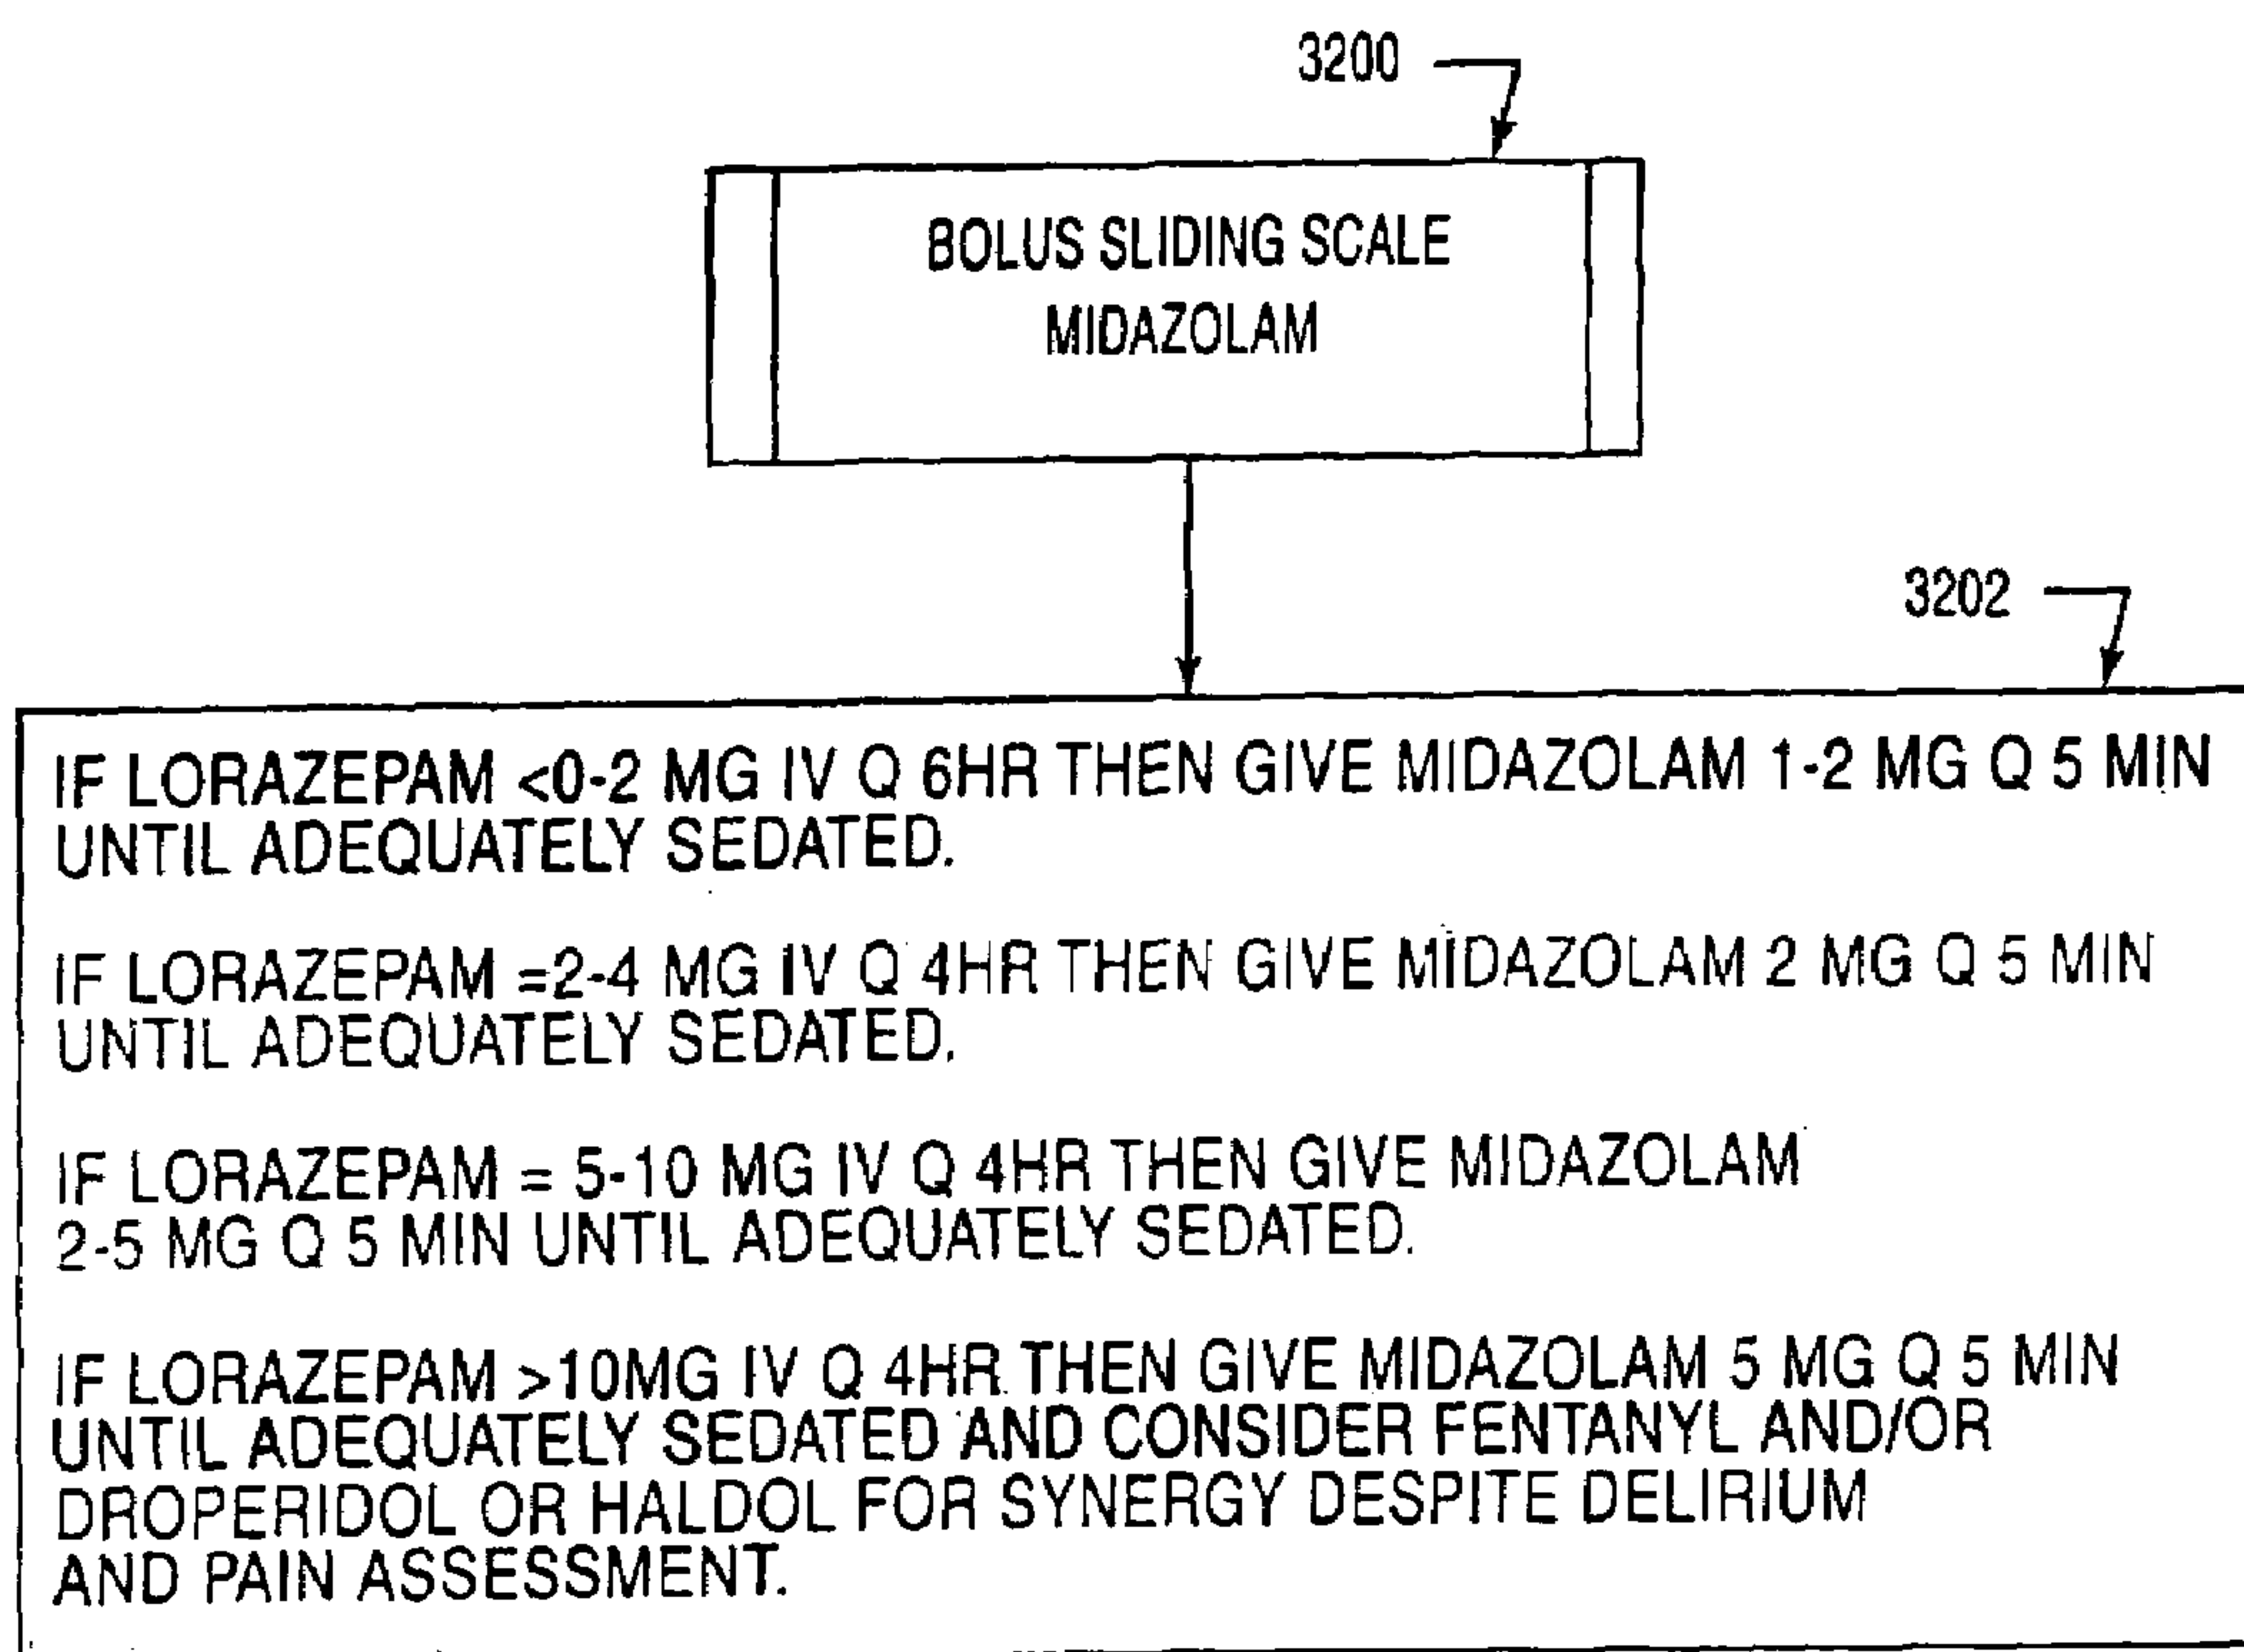 3200
BOLUS SLIDING SCALE
MIDAZOLAM
3202
IF LORAZEPAM <0-2 MG IV Q 6HR THEN GIVE MIDAZOLAM 1-2 MG Q 5 MIN
UNTIL ADEQUATELY SEDATED.
IF LORAZEPAM =2-4 MG IV Q 4HR THEN GIVE MIDAZOLAM 2 MG Q 5 MIN
UNTIL ADEQUATELY SEDATED.
IF LORAZEPAM = 5-10 MG IV Q 4HR THEN GIVE MIDAZOLAM
2-5 MG Q 5 MIN UNTIL ADEQUATELY SEDATED.
IF LORAZEPAM >10MG IV Q 4HR THEN GIVE MIDAZOLAM 5 MG Q 5 MIN
UNTIL ADEQUATELY SEDATED AND CONSIDER FENTANYL AND/OR
DROPERIDOL OR HALDOL FOR SYNERGY DESPITE DELIRIUM
AND PAIN ASSESSMENT.